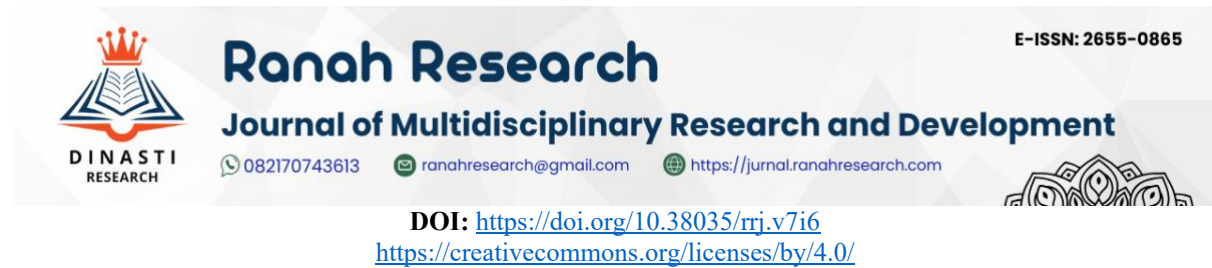 E-ISSN: 2655-0865
Ranah Research
Journal of Multidisciplinary Research and Development
DINASTI
RESEARCH
082170743613 ranahresearch@gmail.com https://jurnal.ranahresearch.com
DOI: https://doi.org/10.38035/rrj.v7i6
https://creativecommons.org/licenses/by/4.0/